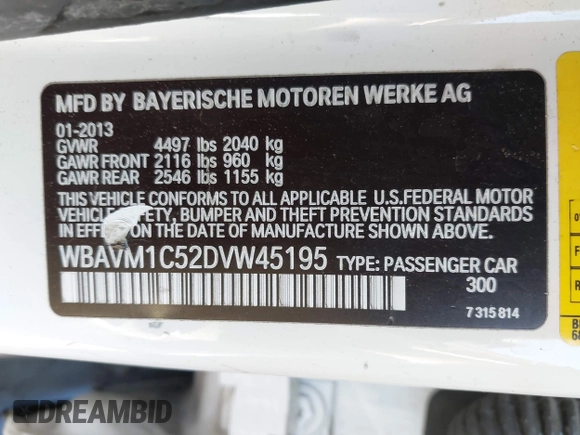 MFD BY BAYERISCHE MOTOREN WERKE AG
01-2013
GVWR 4497 lbs 2040 kg
GAWR FRONT 2116 lbs 960 kg
GAWR REAR 2546 lbs 1155 kg
THIS VEHICLE CONFORMS TO ALL APPLICABLE U.S.FEDERAL MOTOR
VEHICLE SAFETY, BUMPER AND THEFT PREVENTION STANDARDS
IN EFFECT ON THE DATE OF MANUFACTURE SHOWN ABOVE.
WBAVM1C52DVW45195 TYPE: PASSENGER CAR
300
7 315 814
DREAMBID